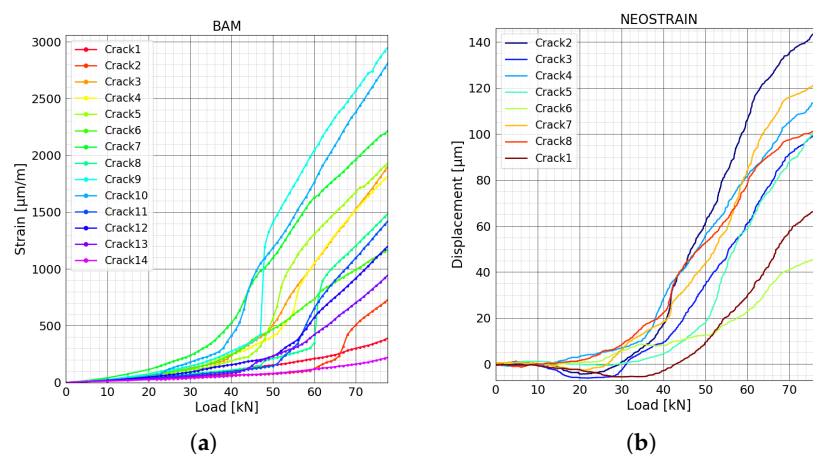 BAM
Strain [µm/m]
3000
2500
2000
1500
1000
500
0
Crack1
Crack2
Crack3
Crack4
Crack5
Crack6
Crack7
Crack8
Crack9
Crack10
Crack11
Crack12
Crack13
Crack14
0 10 20 30 40 50 60 70
Load [kN]
(a)
NEOSTRAIN
Displacement [µm]
140
120
100
80
60
40
20
0
Crack2
Crack3
Crack4
Crack5
Crack6
Crack7
Crack8
Crack1
0 10 20 30 40 50 60 70
Load [kN]
(b)